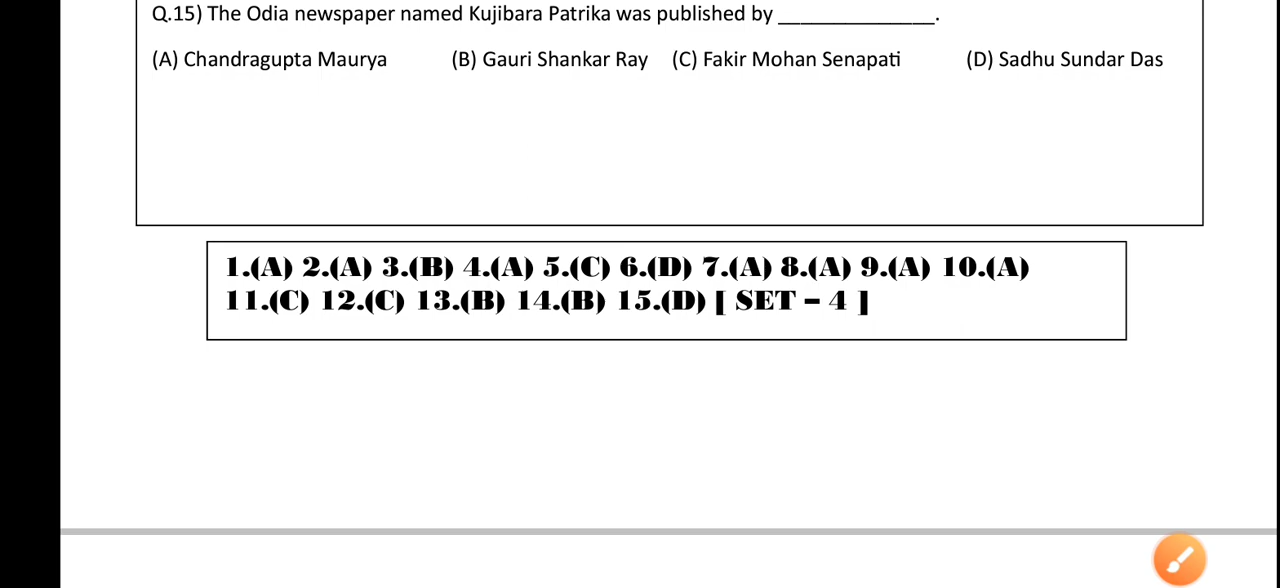 Q.15) The Odia newspaper named Kujibara Patrika was published by ______________.
(A) Chandragupta Maurya (B) Gauri Shankar Ray (C) Fakir Mohan Senapati (D) Sadhu Sundar Das
1.(A) 2.(A) 3.(B) 4.(A) 5.(C) 6.(D) 7.(A) 8.(A) 9.(A) 10.(A)
11.(C) 12.(C) 13.(B) 14.(B) 15.(D) [ SET – 4 ]